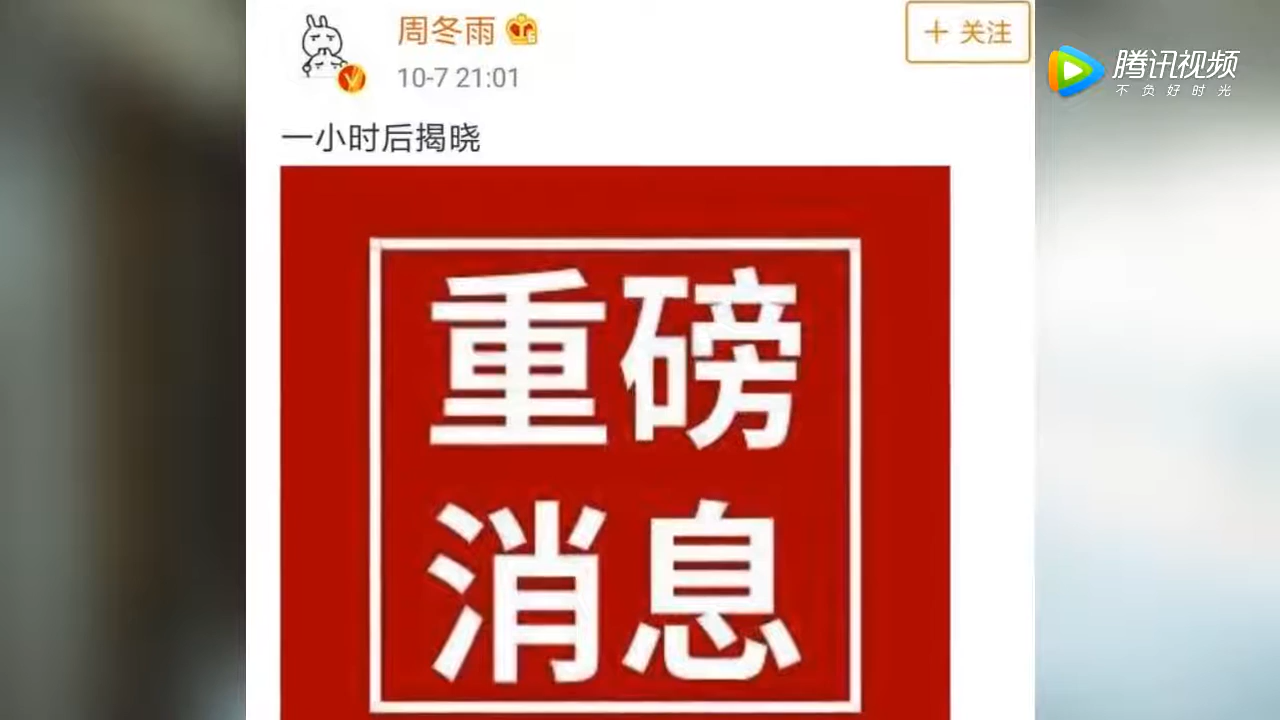 周冬雨
10-7 21:01
+ 关注
腾讯视频
不负好时光
一小时后揭晓
重磅
消息